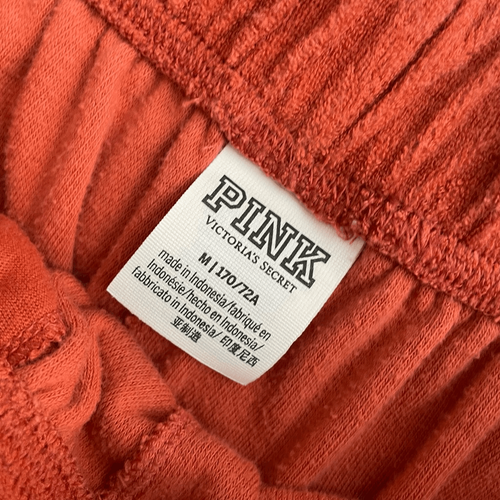 PINK
VICTORIA'S SECRET
M | 170/72A
made in Indonesia/fabriqué en
Indonésie/hecho en Indonesia/
fabbricato in Indonesia/ 印度尼西
亚制造